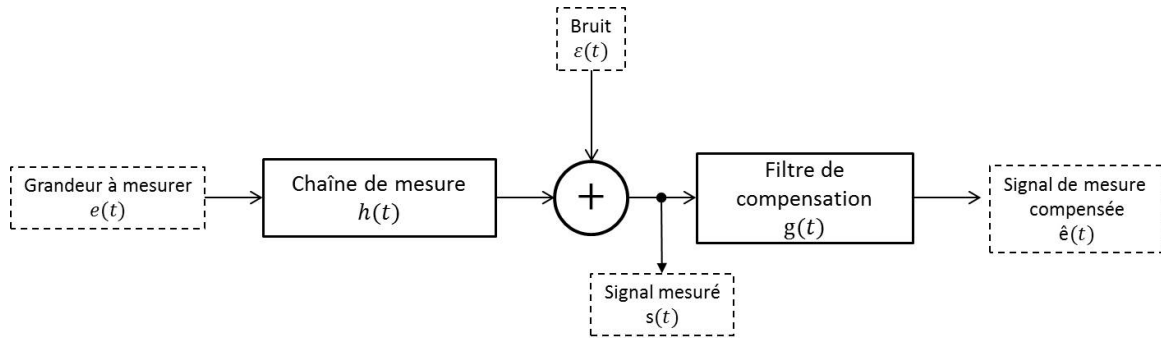 Bruit
ε(t)
Grandeur à mesurer
e(t)
Chaîne de mesure
h(t)
+
Filtre de
compensation
g(t)
Signal de mesure
compensée
ê(t)
Signal mesuré
s(t)